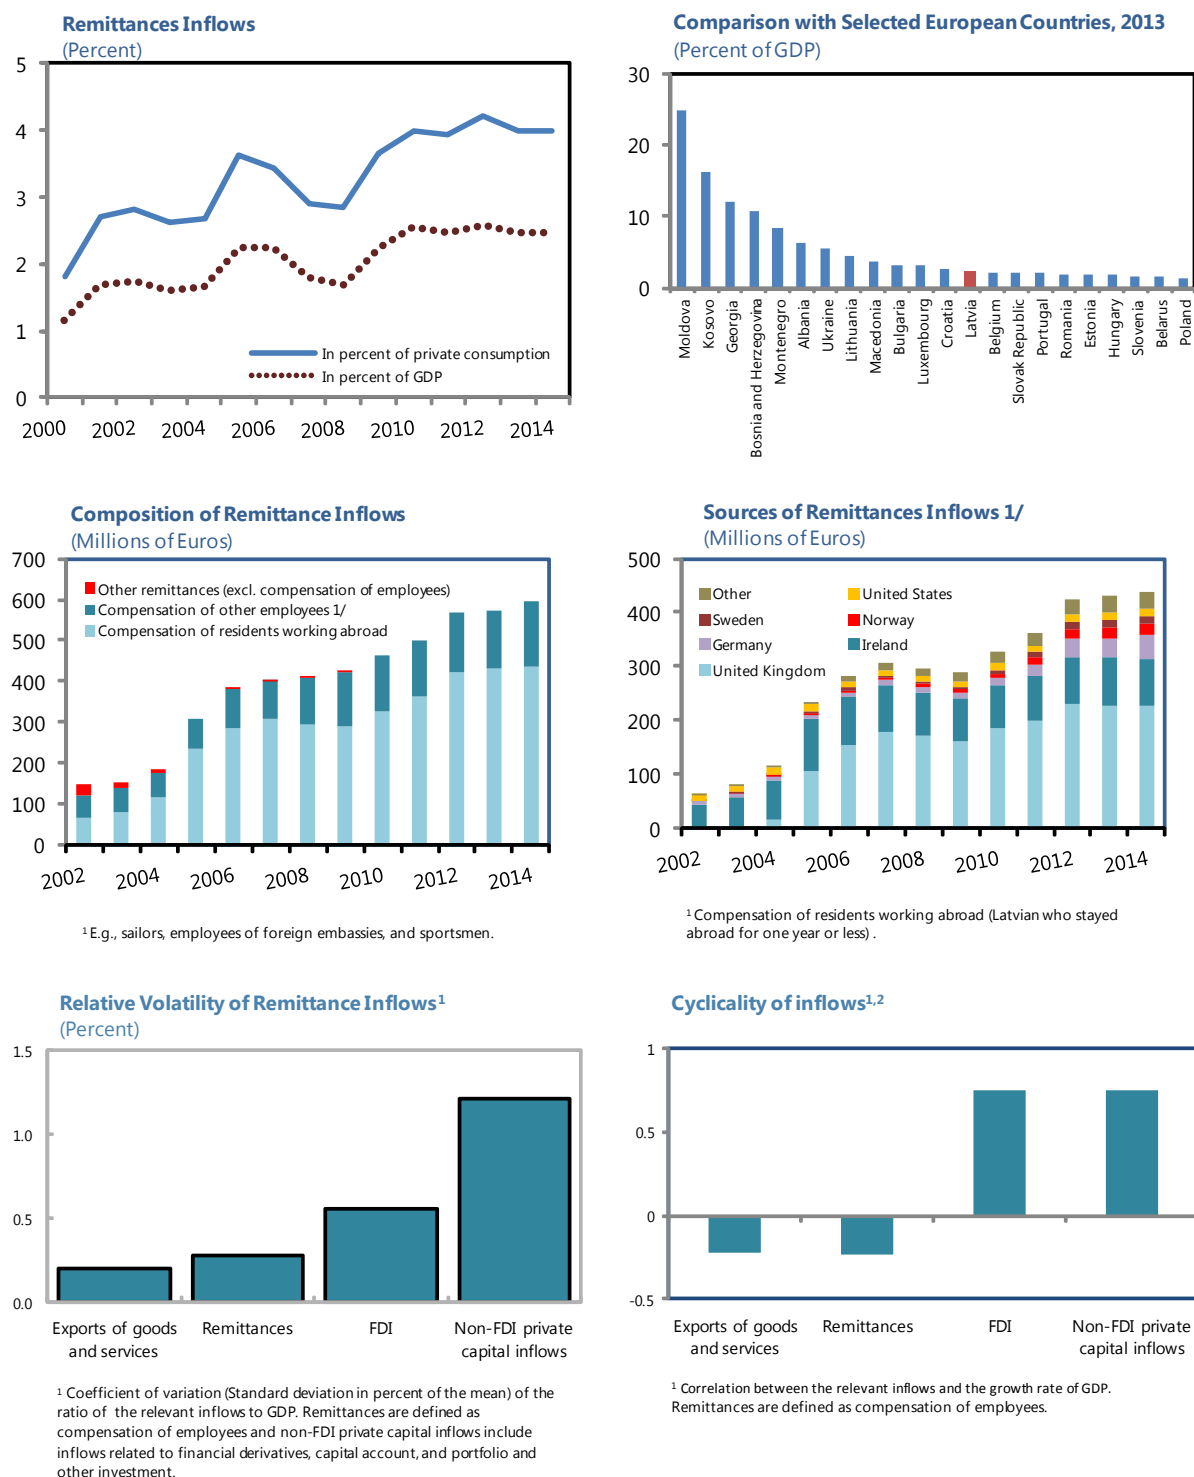 Remittances Inflows
(Percent)
5
4
3
2
1
0
In percent of private consumption
In percent of GDP
2000 2002 2004 2006 2008 2010 2012 2014
Comparison with Selected European Countries, 2013
(Percent of GDP)
30
20
10
0
Moldova
Kosovo
Georgia
Bosnia and Herzegovina
Montenegro
Albania
Ukraine
Lithuania
Macedonia
Bulgaria
Luxembourg
Croatia
Latvia
Belgium
Slovak Republic
Portugal
Romania
Estonia
Hungary
Slovenia
Belarus
Poland
Composition of Remittance Inflows
(Millions of Euros)
700
600
500
400
300
200
100
0
Other remittances (excl. compensation of employees)
Compensation of other employees 1/
Compensation of residents working abroad
2002 2004 2006 2008 2010 2012 2014
1 E.g., sailors, employees of foreign embassies, and sportsmen.
Sources of Remittances Inflows 1/
(Millions of Euros)
500
400
300
200
100
0
Other United States
Sweden Norway
Germany Ireland
United Kingdom
2002 2004 2006 2008 2010 2012 2014
1 Compensation of residents working abroad (Latvian who stayed
abroad for one year or less) .
Relative Volatility of Remittance Inflows1
(Percent)
1.5
1.0
0.5
0.0
Exports of goods and services
Remittances
FDI
Non-FDI private capital inflows
1 Coefficient of variation (Standard deviation in percent of the mean) of the
ratio of the relevant inflows to GDP. Remittances are defined as
compensation of employees and non-FDI private capital inflows include
inflows related to financial derivatives, capital account, and portfolio and
other investment.
Cyclicality of inflows1,2
1
0.5
0
-0.5
Exports of goods and services
Remittances
FDI
Non-FDI private capital inflows
1 Correlation between the relevant inflows and the growth rate of GDP.
Remittances are defined as compensation of employees.